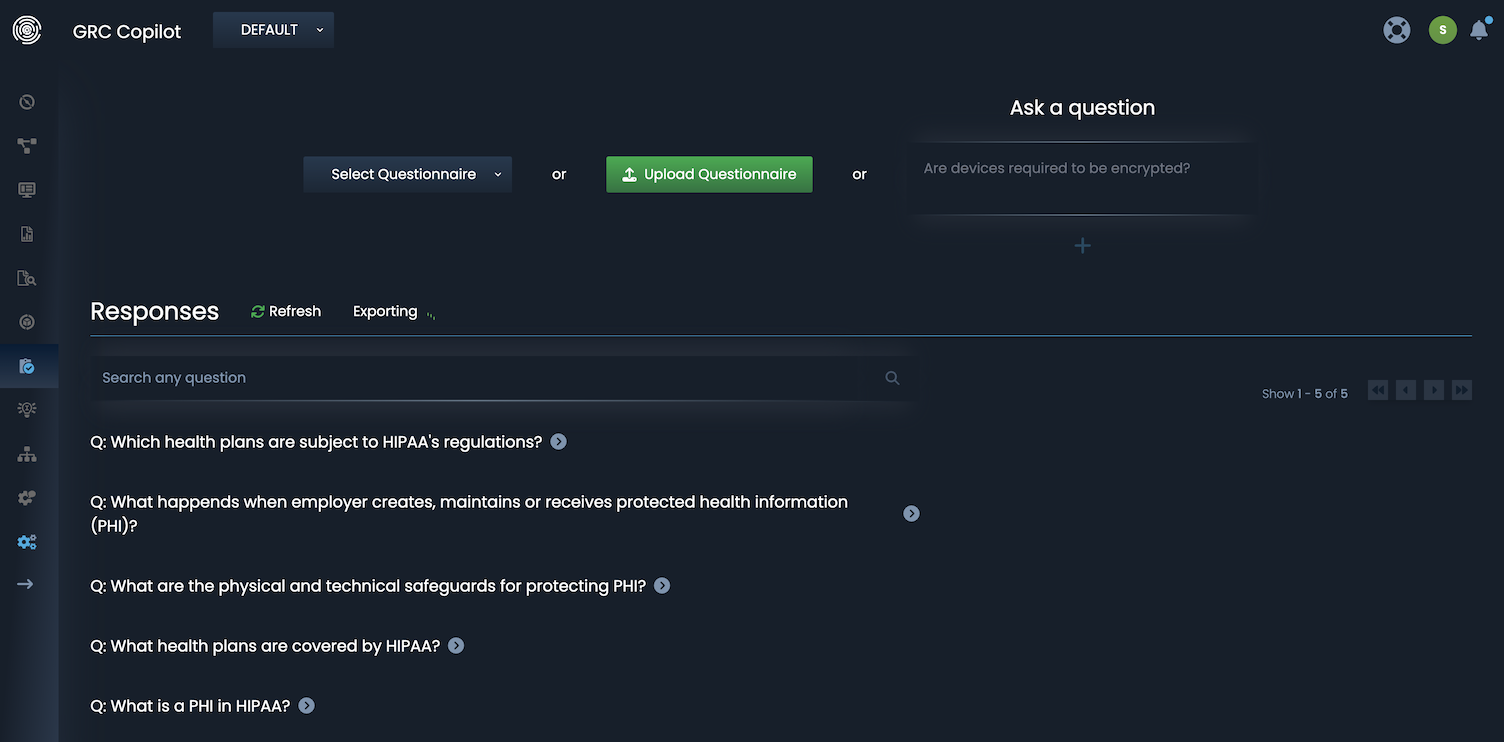 GRC Copilot
DEFAULT
S
Ask a question
Select Questionnaire
or
Upload Questionnaire
or
Are devices required to be encrypted?
Responses
Refresh
Exporting
Search any question
Show 1 - 5 of 5
Q: Which health plans are subject to HIPAA's regulations?
Q: What happends when employer creates, maintains or receives protected health information
(PHI)?
Q: What are the physical and technical safeguards for protecting PHI?
Q: What health plans are covered by HIPAA?
Q: What is a PHI in HIPAA?